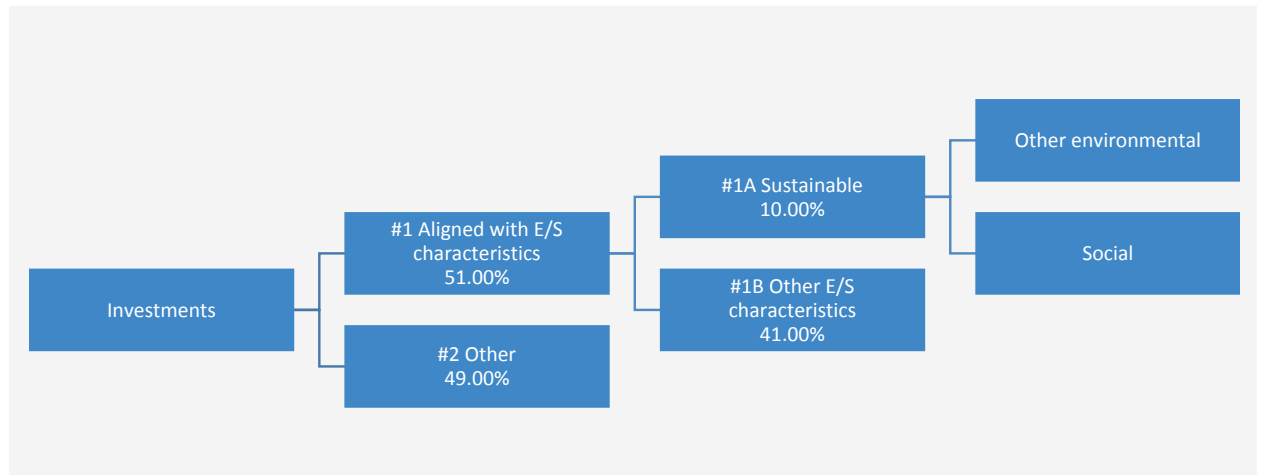 Investments
#1 Aligned with E/S
characteristics
51.00%
#2 Other
49.00%
#1A Sustainable
10.00%
#1B Other E/S
characteristics
41.00%
Other environmental
Social